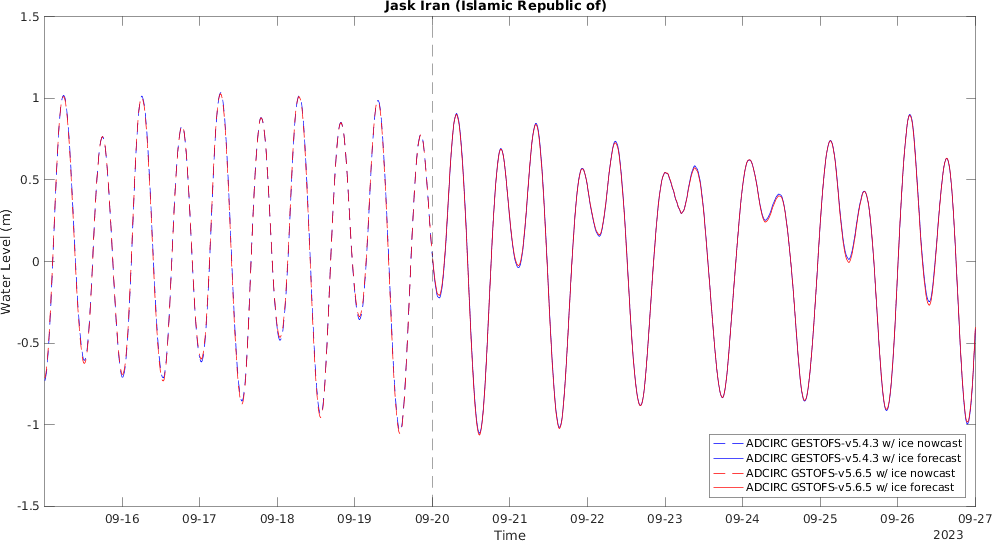 Jask Iran (Islamic Republic of)
1.5
1
0.5
0
-0.5
-1
-1.5
Water Level (m)
ADCIRC GESTOFS-v5.4.3 w/ ice nowcast
ADCIRC GESTOFS-v5.4.3 w/ ice forecast
ADCIRC GSTOFS-v5.6.5 w/ ice nowcast
ADCIRC GSTOFS-v5.6.5 w/ ice forecast
09-16 09-17 09-18 09-19 09-20 09-21 09-22 09-23 09-24 09-25 09-26 09-27
Time
2023